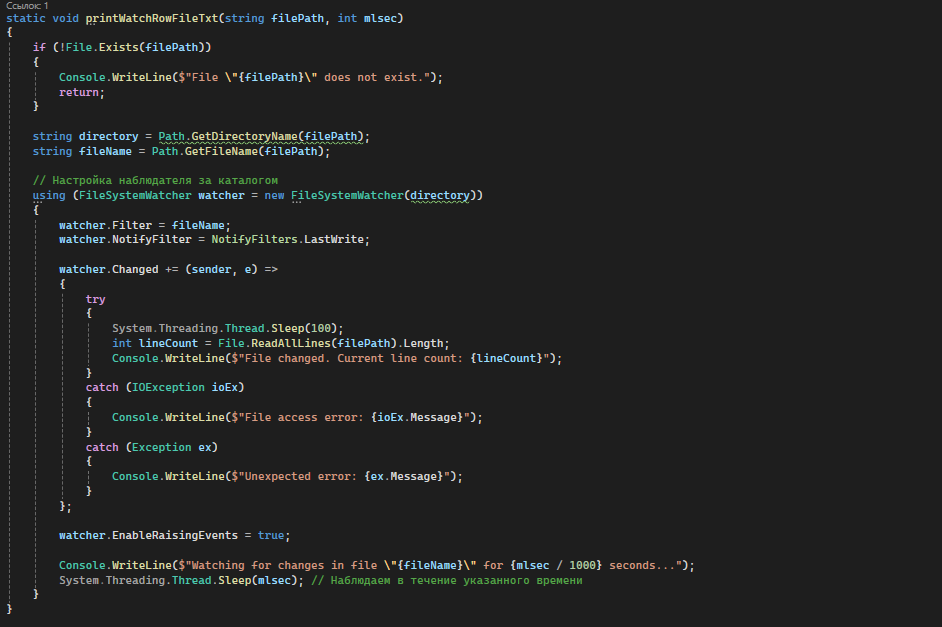 Ссылок: 1
static void printWatchRowFileTxt(string filePath, int mlsec)
{
if (!File.Exists(filePath))
{
Console.WriteLine($"File \"{filePath}\" does not exist.");
return;
}
string directory = Path.GetDirectoryName(filePath);
string fileName = Path.GetFileName(filePath);
// Настройка наблюдателя за каталогом
using (FileSystemWatcher watcher = new FileSystemWatcher(directory))
{
watcher.Filter = fileName;
watcher.NotifyFilter = NotifyFilters.LastWrite;
watcher.Changed += (sender, e) =>
{
try
{
System.Threading.Thread.Sleep(100);
int lineCount = File.ReadAllLines(filePath).Length;
Console.WriteLine($"File changed. Current line count: {lineCount}");
}
catch (IOException ioEx)
{
Console.WriteLine($"File access error: {ioEx.Message}");
}
catch (Exception ex)
{
Console.WriteLine($"Unexpected error: {ex.Message}");
}
};
watcher.EnableRaisingEvents = true;
Console.WriteLine($"Watching for changes in file \"{fileName}\" for {mlsec / 1000} seconds...");
System.Threading.Thread.Sleep(mlsec); // Наблюдаем в течение указанного времени
}
}